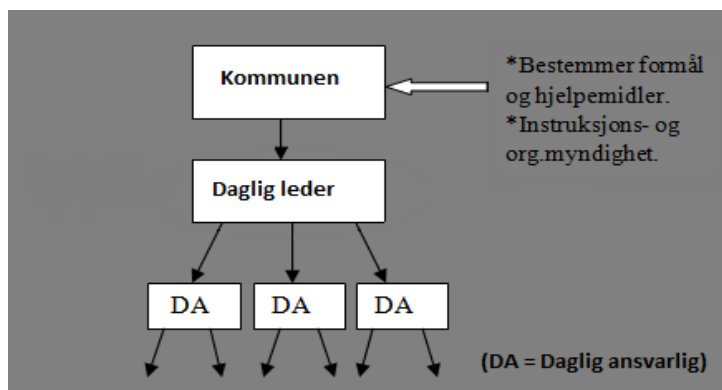 Kommunen
*Bestemmer formål
og hjelpemidler.
*Instruksjons- og
org.myndighet.
Daglig leder
DA
DA
DA
(DA = Daglig ansvarlig)